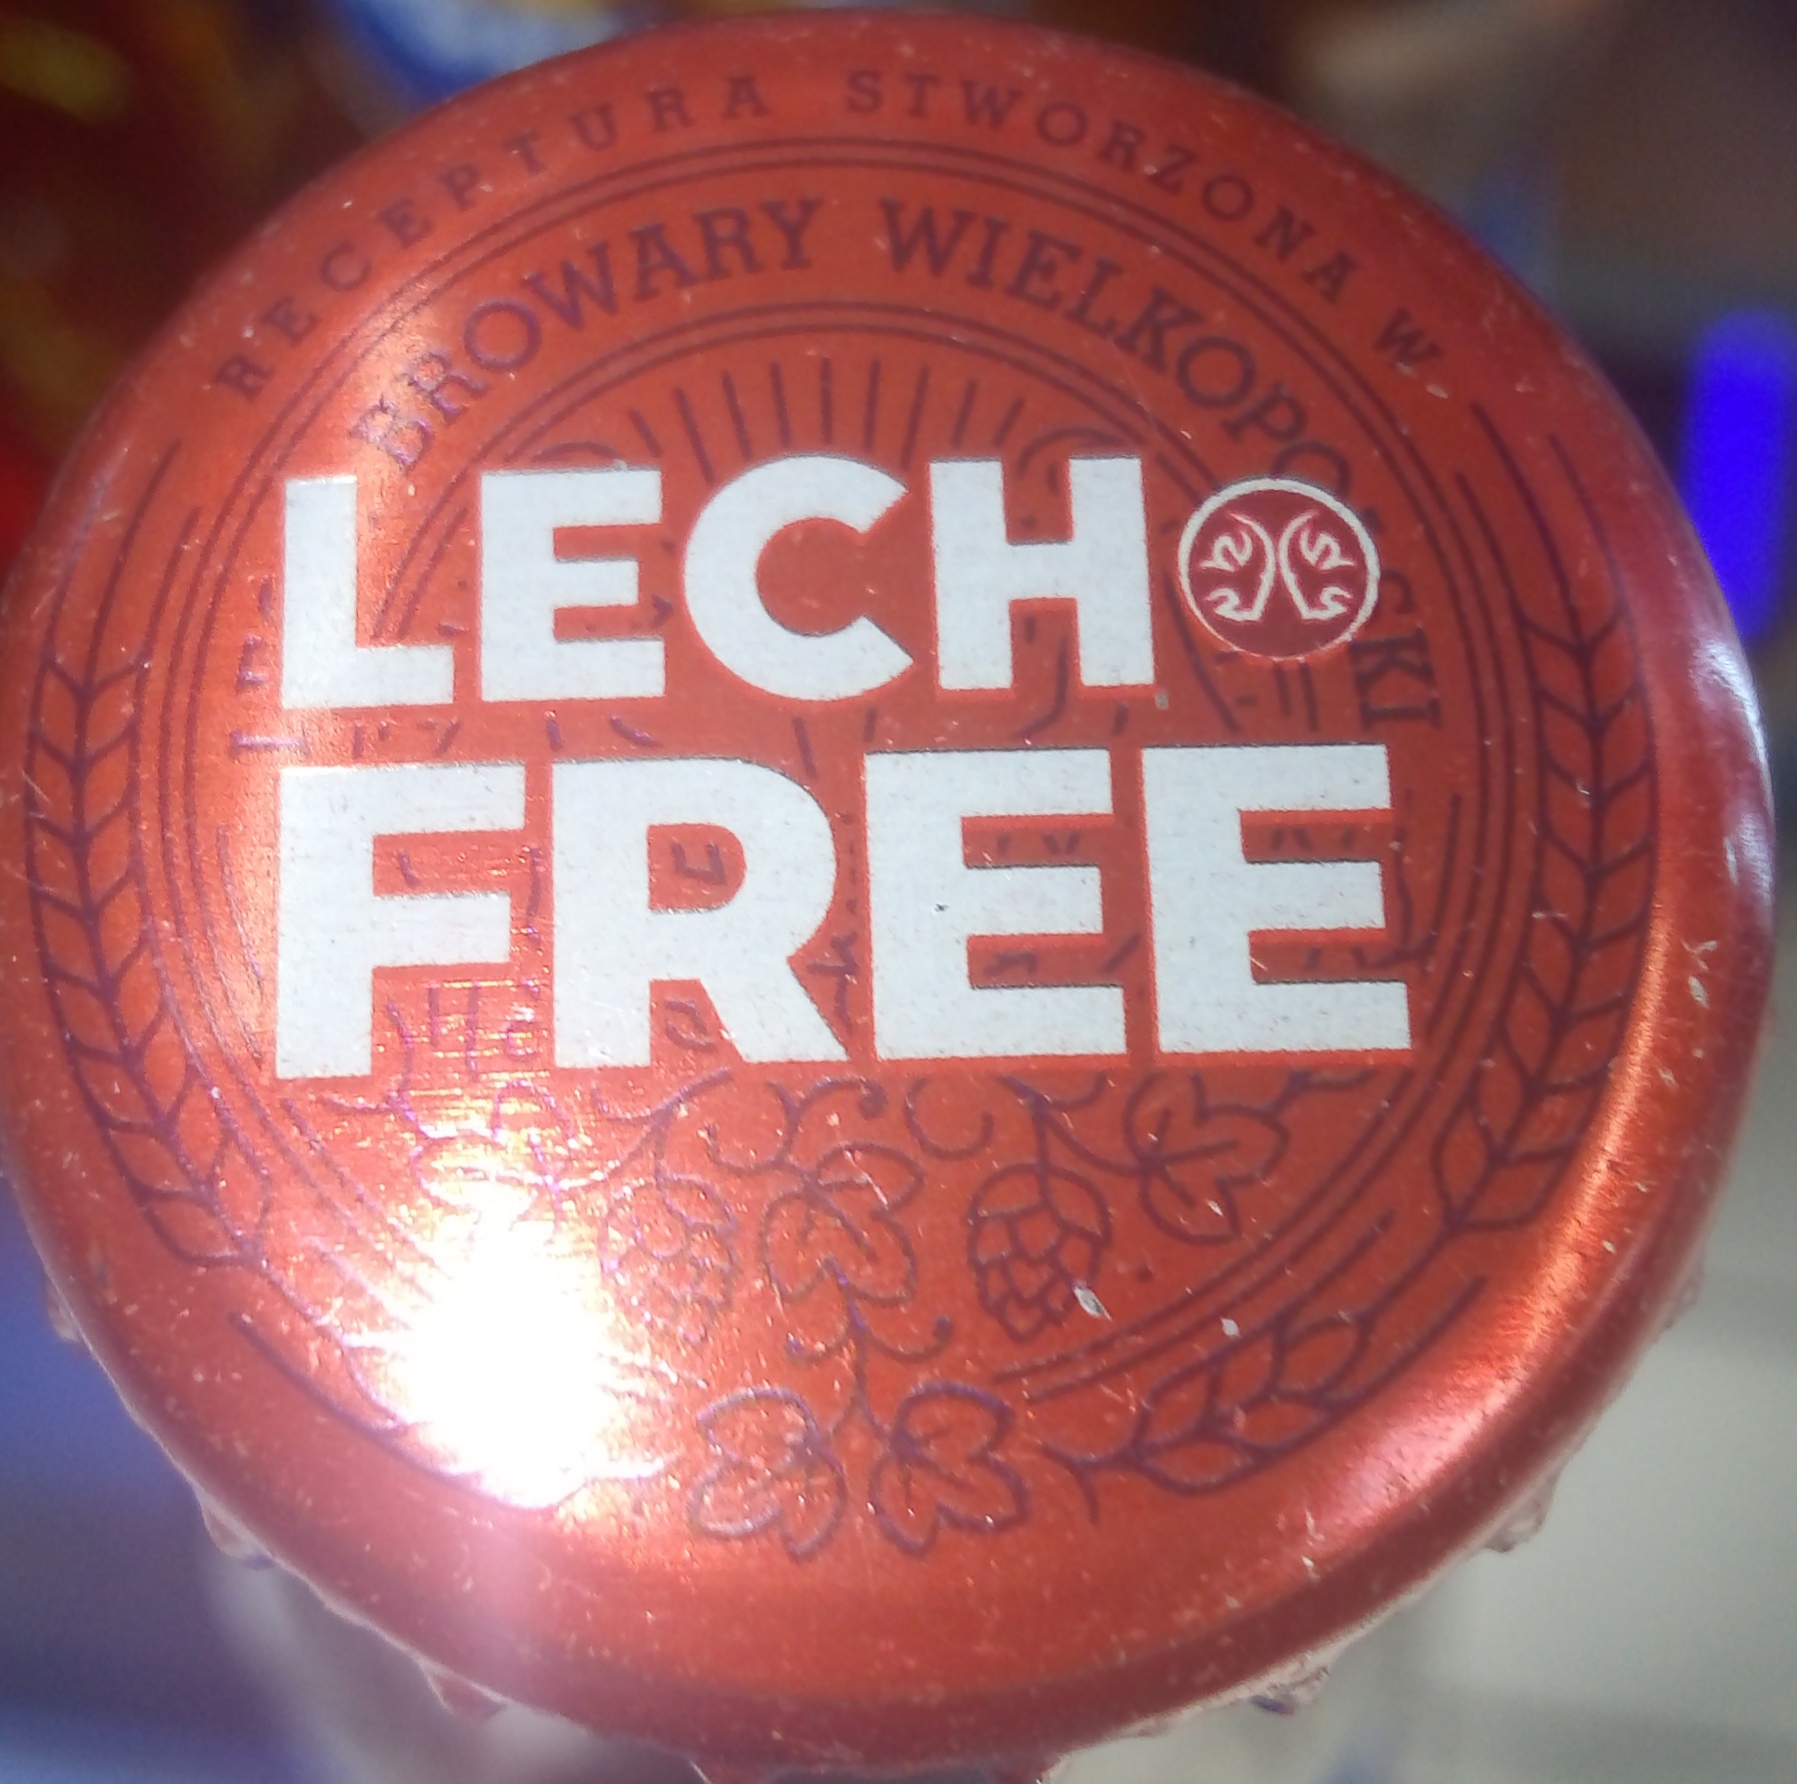 RECEPTURA STWORZONA W
BROWARY WIELKOPOLSKI
LECH
FREE